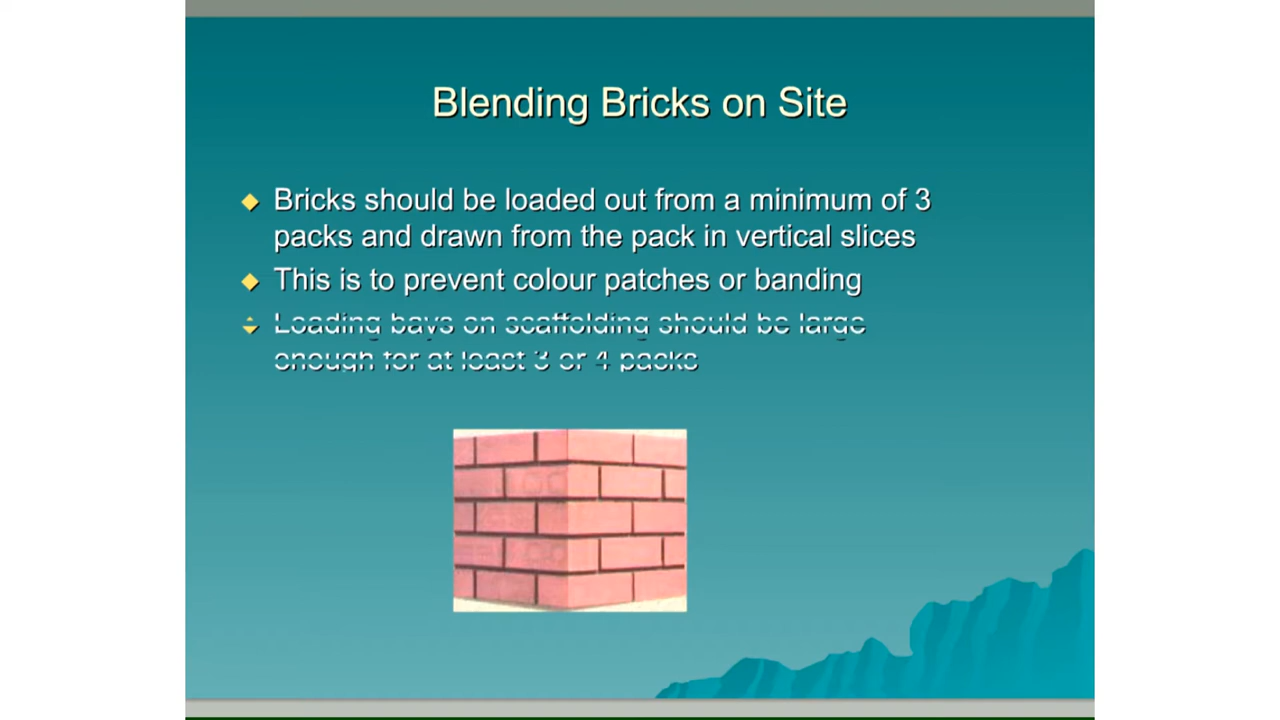 Blending Bricks on Site
Bricks should be loaded out from a minimum of 3
packs and drawn from the pack in vertical slices
This is to prevent colour patches or banding
Loading bays on scaffolding should be large
enough for at least 3 or 4 packs